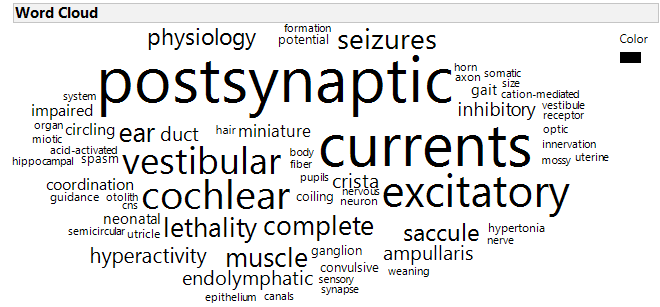 Word Cloud
Color
formation
physiology
potential
seizures
postsynaptic
horn
somatic
axon
size
gait
cation-mediated
system
impaired
inhibitory
vestibule
receptor
organ
circling
ear
duct
hair
miniature
currents
optic
miotic
innervation
acid-activated
hippocampal
spasm
vestibular
body
fiber
mossy
uterine
coordination
pupils
crista
excitatory
guidance
otolith
cochlear
coiling
nervous
neuron
cns
neonatal
lethality
complete
saccule
hypertonia
semicircular
utricle
nerve
hyperactivity
muscle
ganglion
ampullaris
convulsive
weaning
endolymphatic
sensory
synapse
epithelium
canals